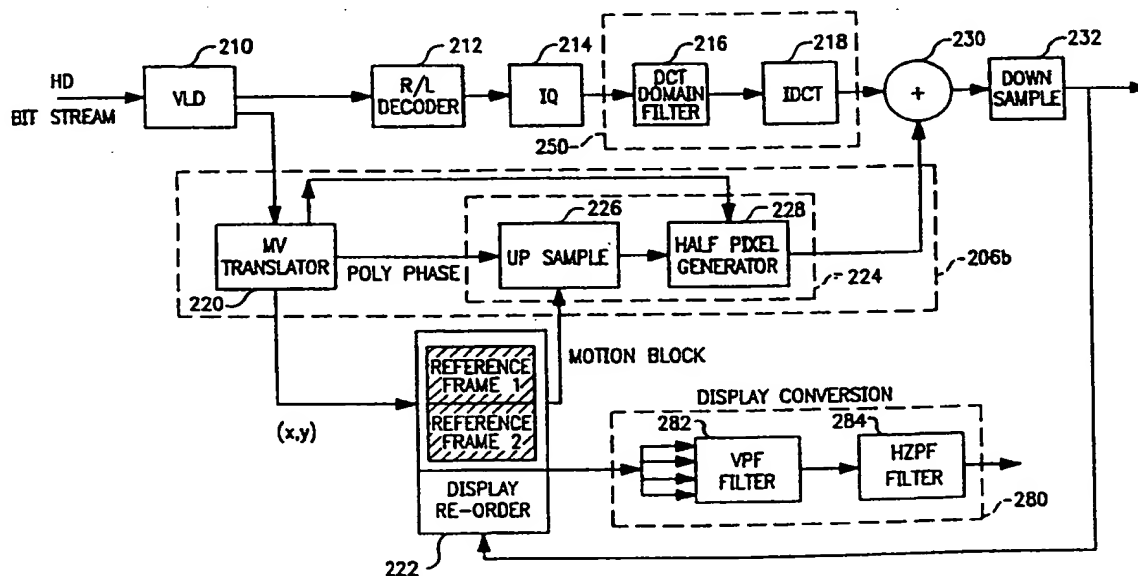 210
212
214
216
218
230
232
HD
BIT STREAM
VLD
R/L
DECODER
IQ
DCT
DOMAIN
FILTER
IDCT
+
DOWN
SAMPLE
250
226
228
MV
TRANSLATOR
POLY PHASE
UP SAMPLE
HALF PIXEL
GENERATOR
206b
224
220
REFERENCE
FRAME 1
REFERENCE
FRAME 2
MOTION BLOCK
(x,y)
DISPLAY
RE-ORDER
222
DISPLAY CONVERSION
282
284
VPF
FILTER
HZPF
FILTER
280